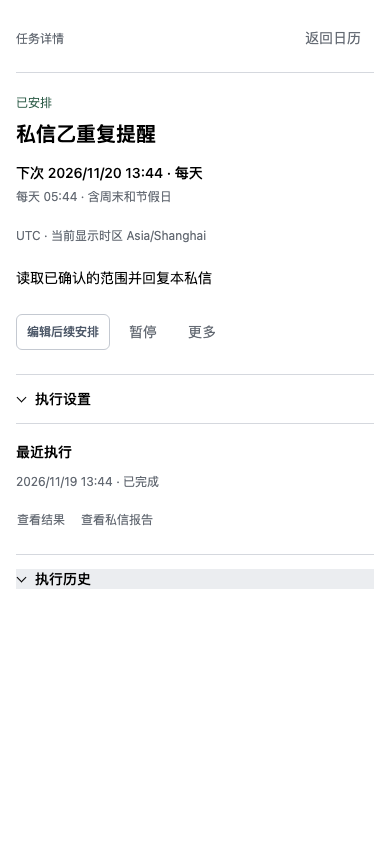 任务详情
返回日历
已安排
私信乙重复提醒
下次 2026/11/20 13:44 · 每天
每天 05:44 · 含周末和节假日
UTC · 当前显示时区 Asia/Shanghai
读取已确认的范围并回复本私信
编辑后续安排 暂停 更多
执行设置
最近执行
2026/11/19 13:44 · 已完成
查看结果 查看私信报告
执行历史